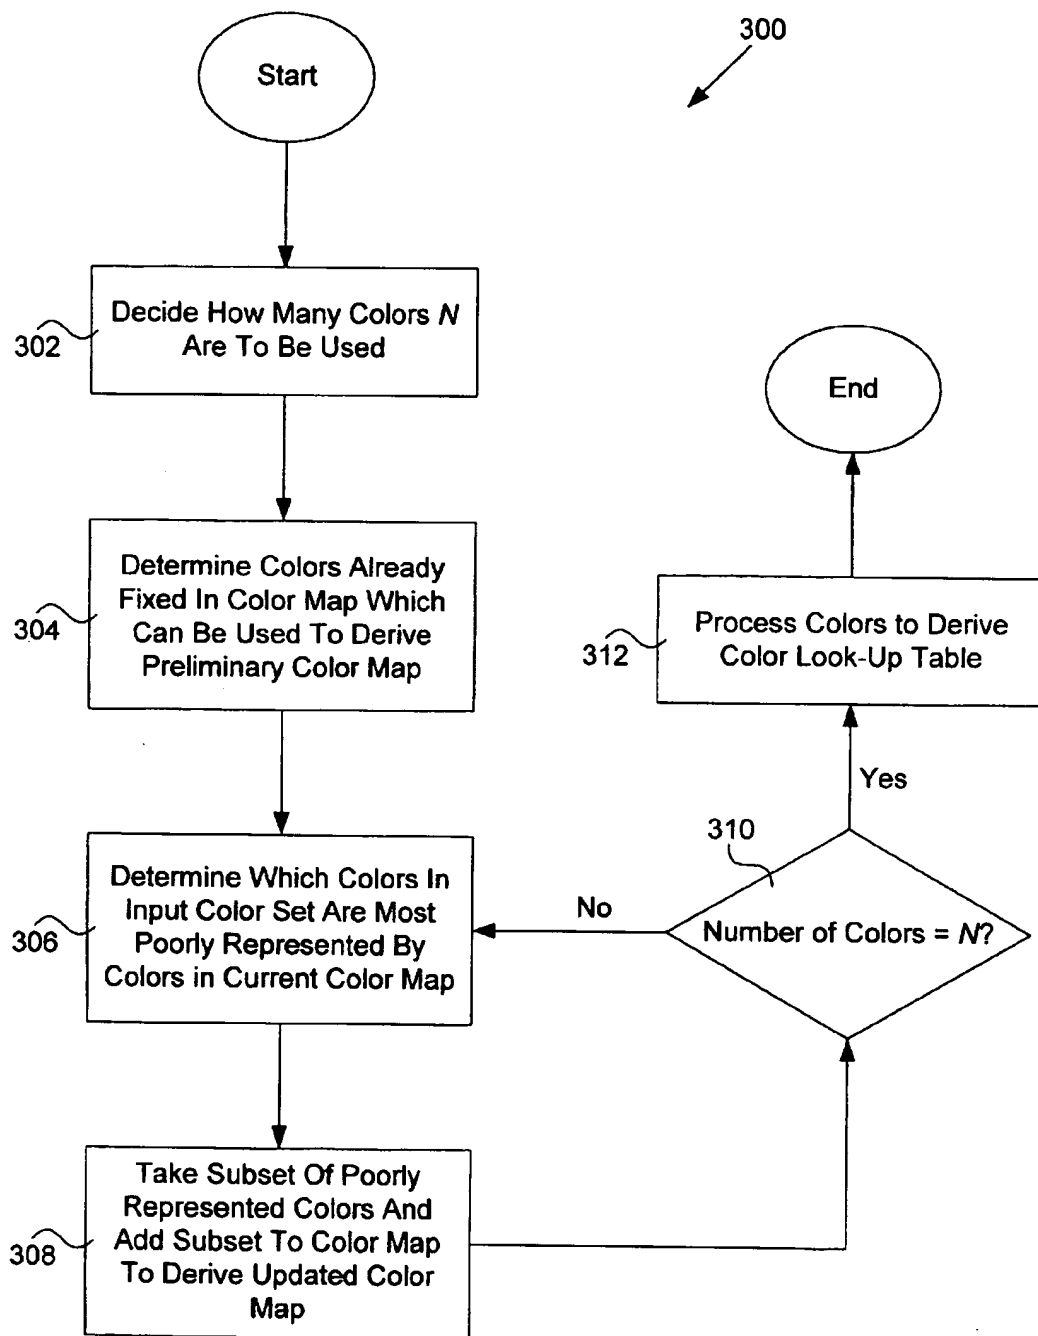 300
Start
302
Decide How Many Colors N
Are To Be Used
304
Determine Colors Already
Fixed In Color Map Which
Can Be Used To Derive
Preliminary Color Map
306
Determine Which Colors In
Input Color Set Are Most
Poorly Represented By
Colors in Current Color Map
308
Take Subset Of Poorly
Represented Colors And
Add Subset To Color Map
To Derive Updated Color
Map
310
Number of Colors = N?
No
Yes
312
Process Colors to Derive
Color Look-Up Table
End